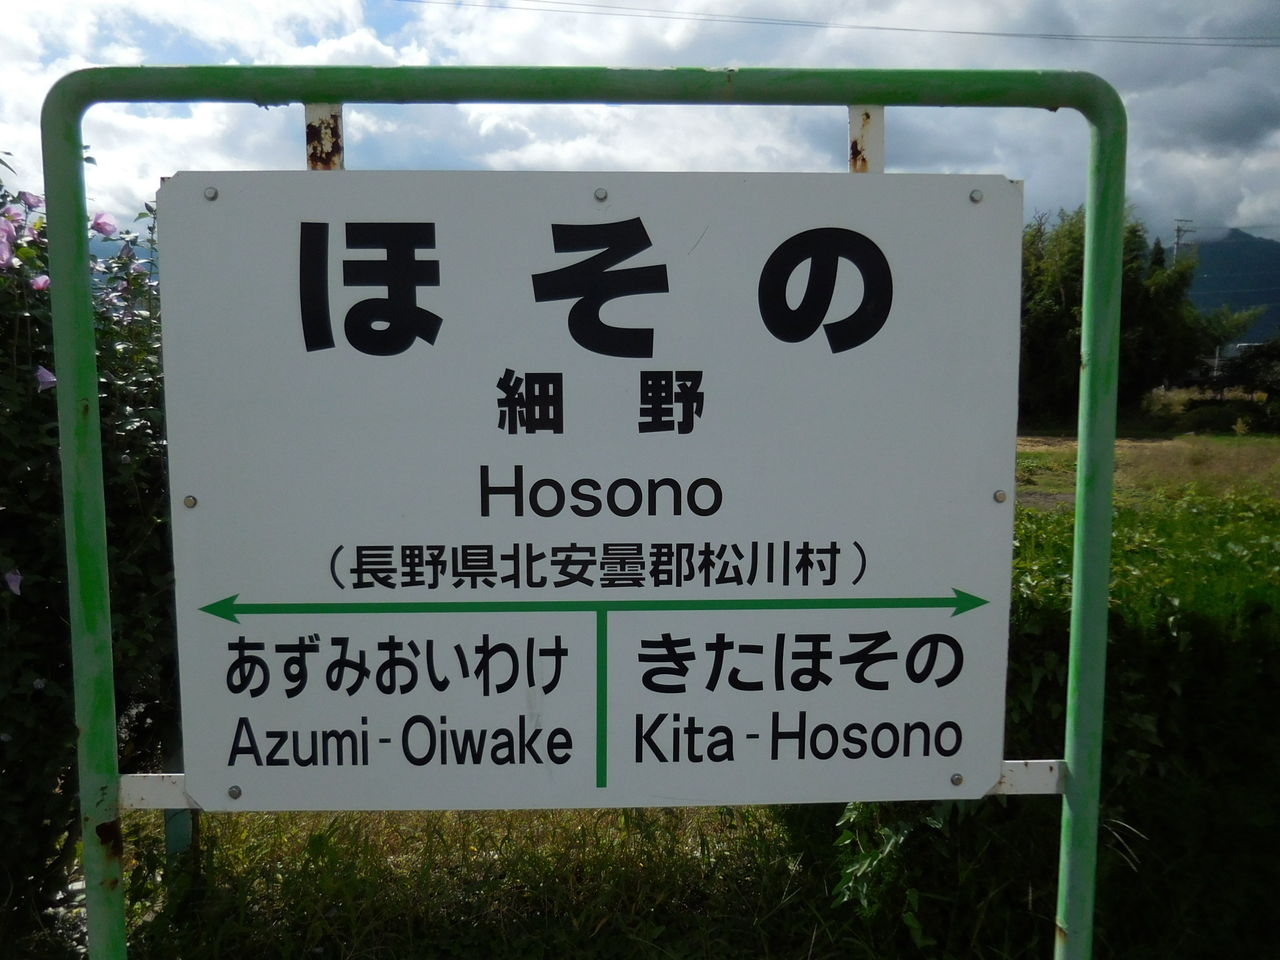 ほその
細野
Hosono
（長野県北安曇郡松川村）
あずみおいわけ
Azumi-Oiwake
きたほその
Kita-Hosono